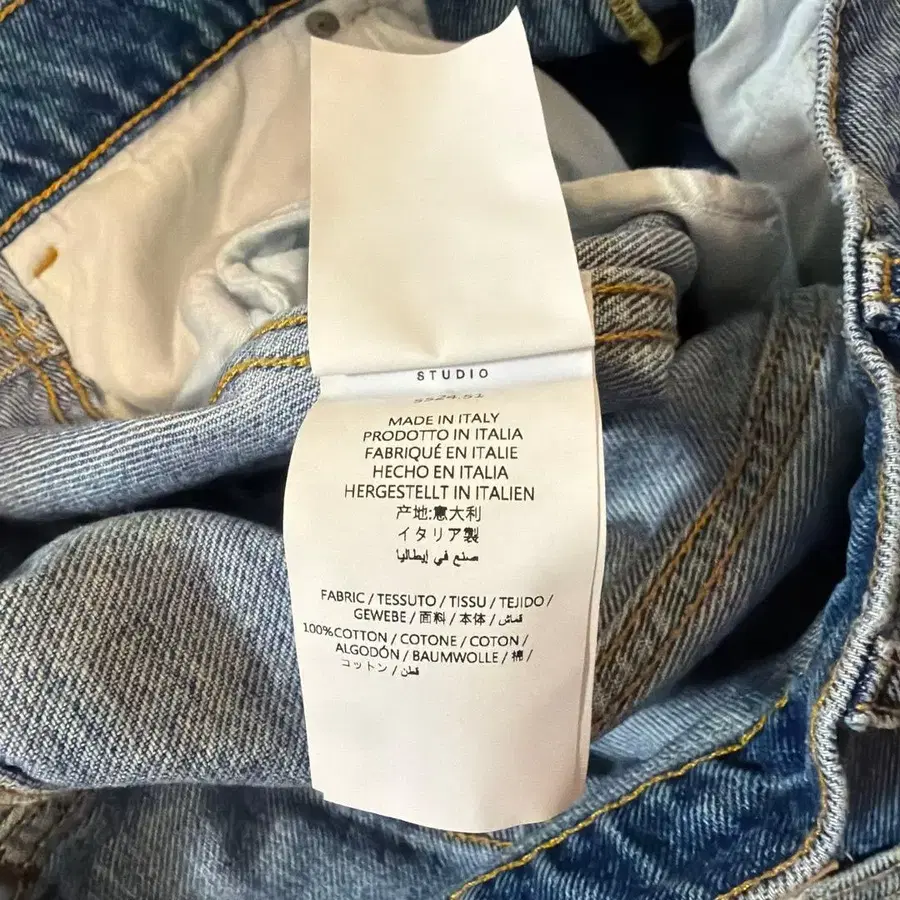 STUDIO
SS24.51
MADE IN ITALY
PRODOTTO IN ITALIA
FABRIQUÉ EN ITALIE
HECHO EN ITALIA
HERGESTELLT IN ITALIEN
产地:意大利
イタリア製
صنع في إيطاليا
FABRIC / TESSUTO / TISSU / TEJIDO /
GEWEBE / 面料 / 本体 / قماش /
100%COTTON / COTONE / COTON /
ALGODÓN / BAUMWOLLE / 棉 /
コットン / قطن